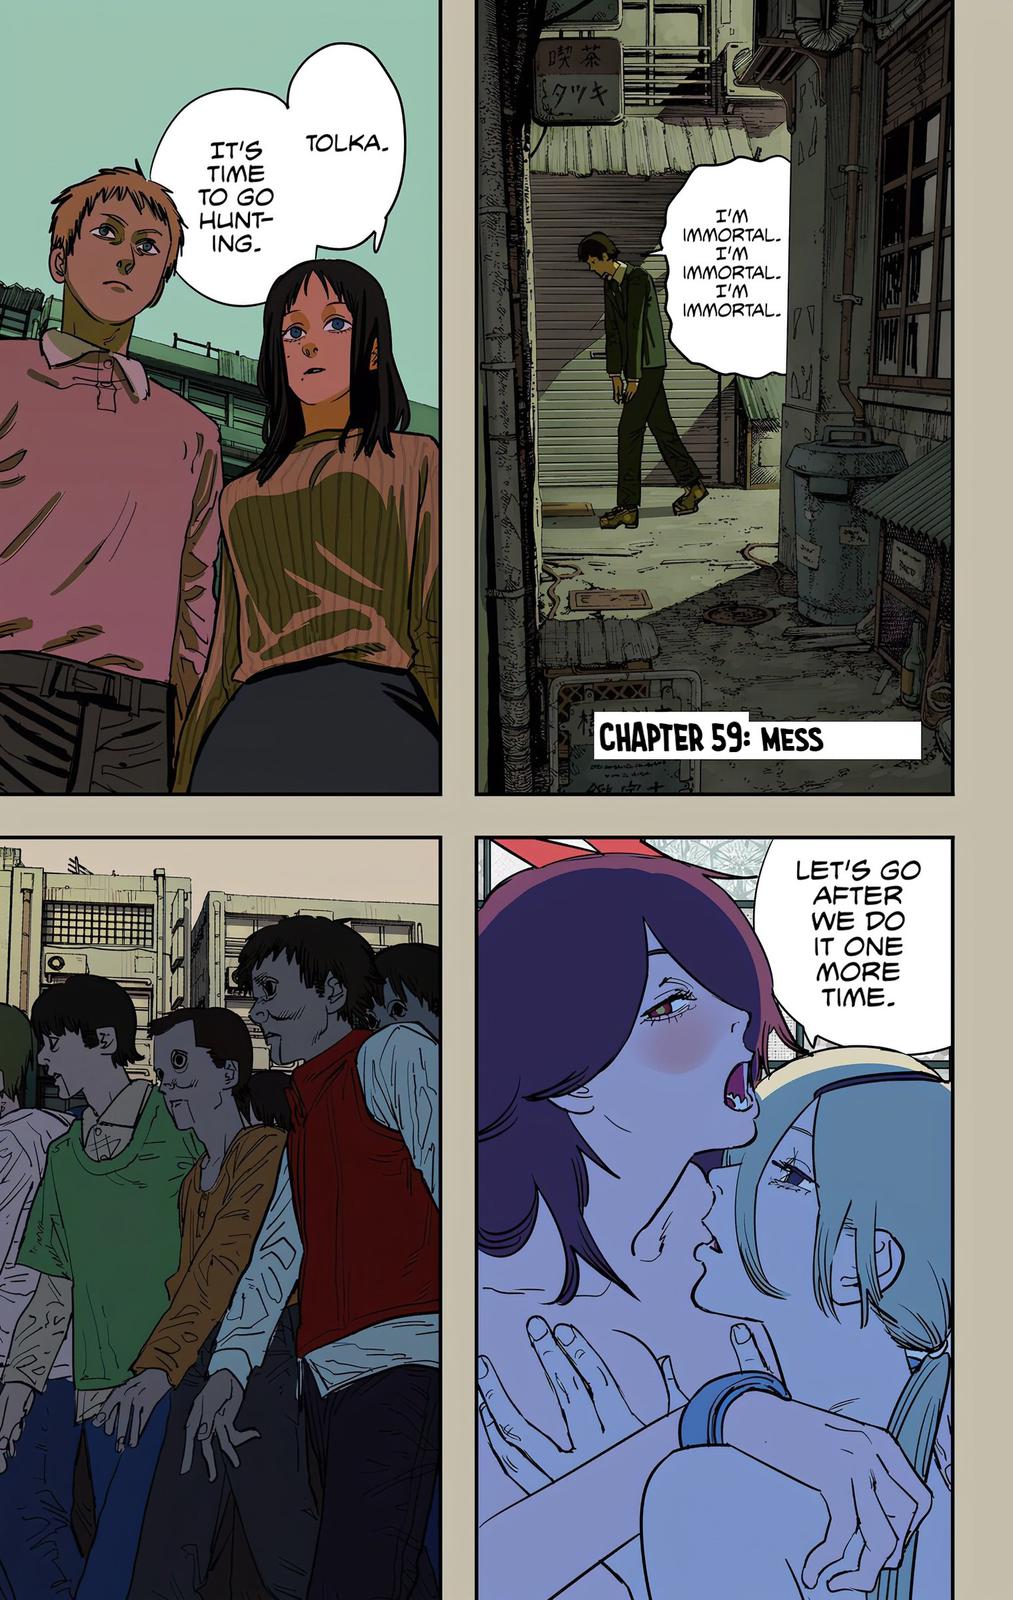 喫茶
タツキ
I'M
IMMORTAL.
I'M
IMMORTAL.
I'M
IMMORTAL.
CHAPTER 59: MESS
TOLKA.
IT'S
TIME
TO GO
HUNT-
ING.
LET'S GO
AFTER
WE DO
IT ONE
MORE
TIME.